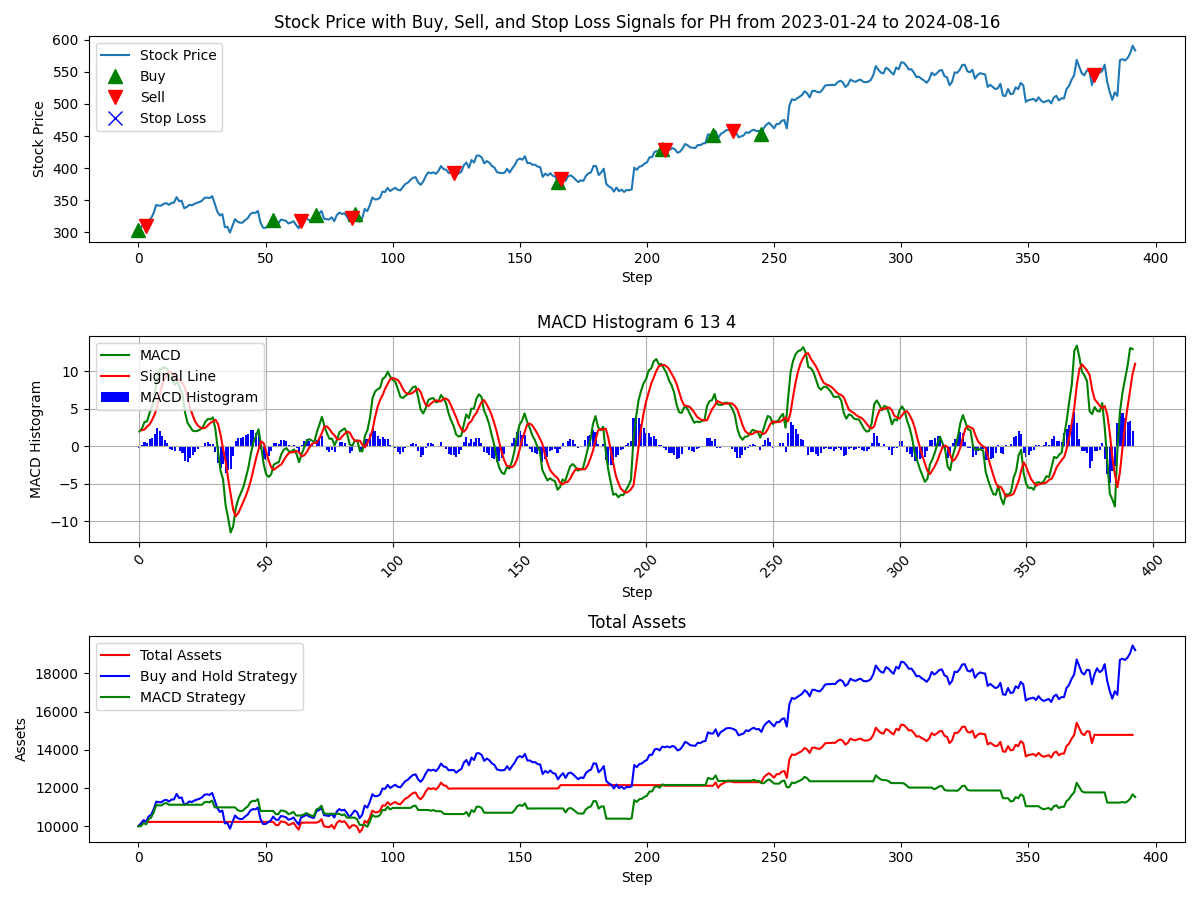 Stock Price with Buy, Sell, and Stop Loss Signals for PH from 2023-01-24 to 2024-08-16
600
550
500
450
400
350
300
Stock Price
Stock Price
Buy
Sell
Stop Loss
0 50 100 150 200 250 300 350 400
Step
MACD Histogram 6 13 4
10
5
0
−5
−10
MACD Histogram
MACD
Signal Line
MACD Histogram
0 50 100 150 200 250 300 350 400
Step
Total Assets
18000
16000
14000
12000
10000
Assets
Total Assets
Buy and Hold Strategy
MACD Strategy
0 50 100 150 200 250 300 350 400
Step